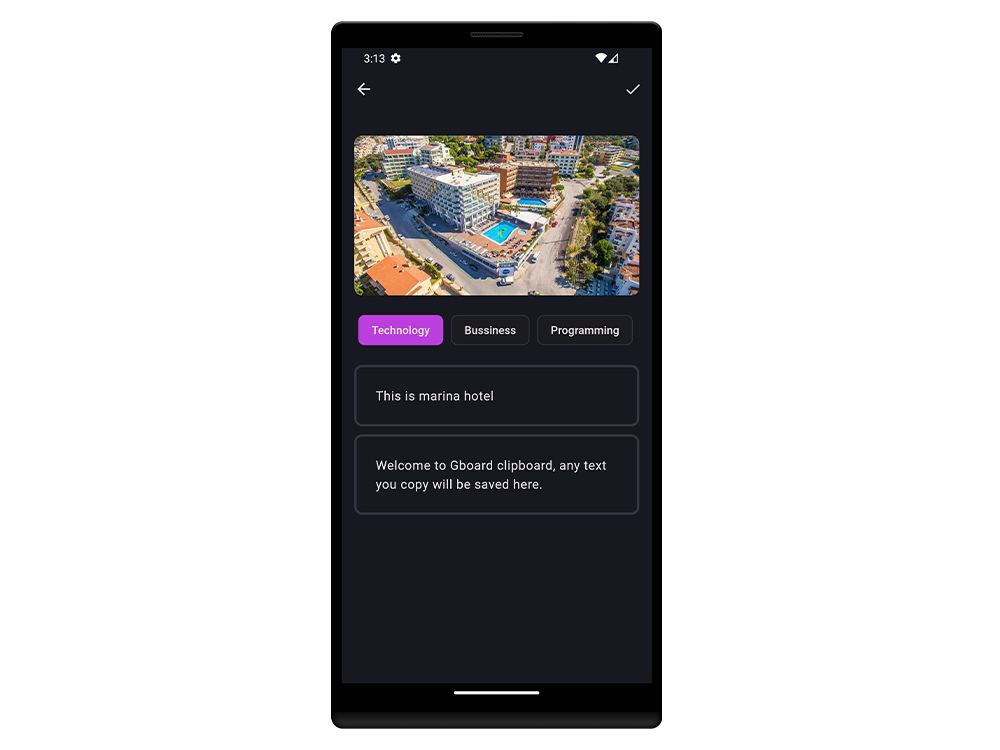 3:13
Technology Bussiness Programming
This is marina hotel
Welcome to Gboard clipboard, any text
you copy will be saved here.